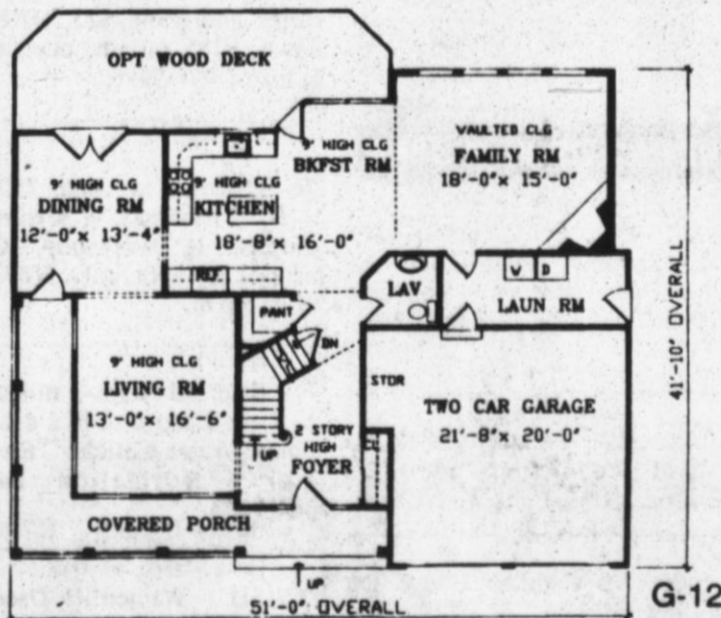 OPT WOOD DECK
VAULTED CLG
FAMILY RM
18'-0"x 15'-0"
9' HIGH CLG
BKFST RM
9' HIGH CLG
DINING RM
12'-0"x 13'-4"
9' HIGH CLG
KITCHEN
18'-8"x 16'-0"
REF.
PANT
LAV
W D
LAUN RM
DN
9' HIGH CLG
LIVING RM
13'-0"x 16'-6"
STOR
TWO CAR GARAGE
21'-8"x 20'-0"
2 STORY
HIGH
FOYER
UP
COVERED PORCH
UP
41'-10" OVERALL
51'-0" OVERALL
G-12